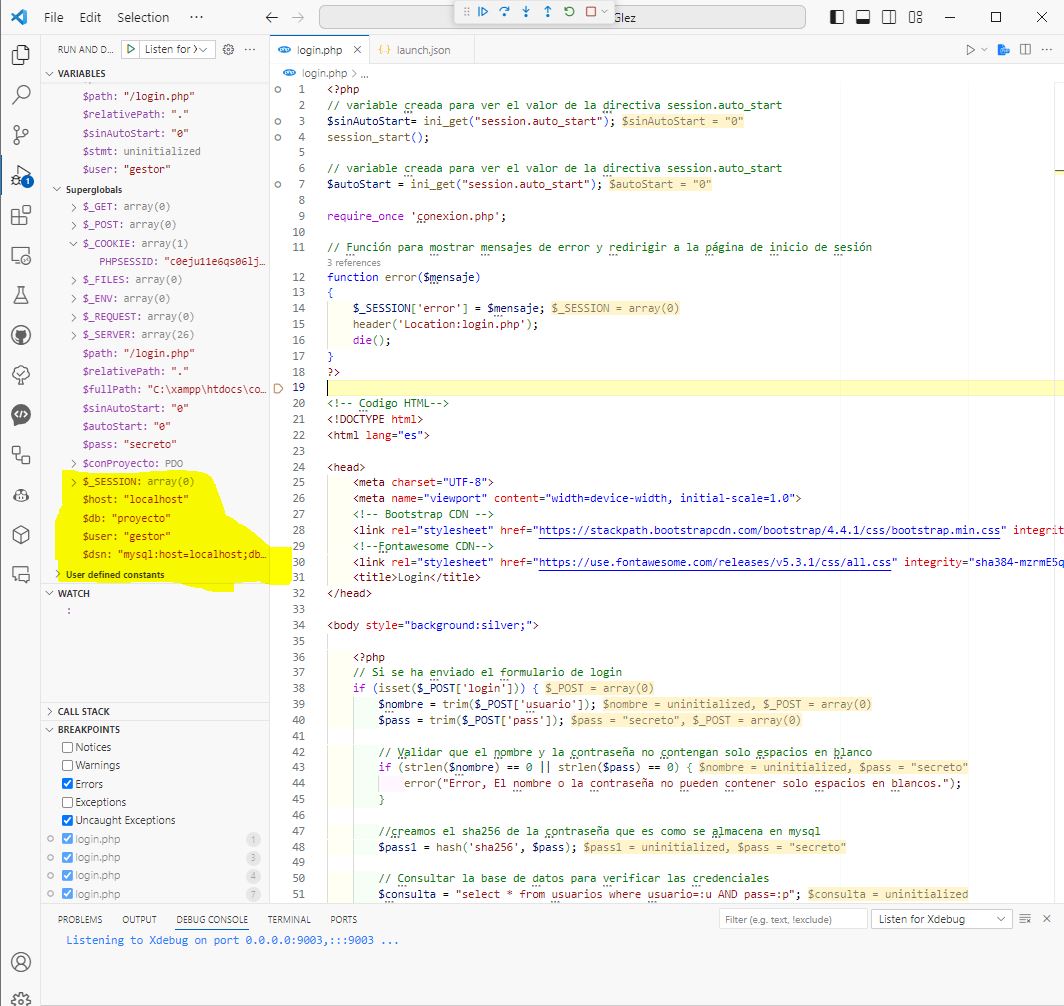 File Edit Selection ··· Glez
RUN AND D... Listen for X ···
login.php launch.json
login.php > ...
VARIABLES
$path: "/login.php"
$relativePath: "."
$sinAutoStart: "0"
$stmt: uninitialized
$user: "gestor"
Superglobals
$_GET: array(0)
$_POST: array(0)
$_COOKIE: array(1)
PHPSESSID: "c0eju11e6qs06lj…
$_FILES: array(0)
$_ENV: array(0)
$_REQUEST: array(0)
$_SERVER: array(26)
$path: "/login.php"
$relativePath: "."
$fullPath: "C:\xampp\htdocs\co…
$sinAutoStart: "0"
$autoStart: "0"
$pass: "secreto"
$conProyecto: PDO
$_SESSION: array(0)
$host: "localhost"
$db: "proyecto"
$user: "gestor"
$dsn: "mysql:host=localhost;db…
User defined constants
WATCH
:
CALL STACK
BREAKPOINTS
Notices
Warnings
Errors
Exceptions
Uncaught Exceptions
login.php 1
login.php 3
login.php 4
login.php 7
1 <?php
2 // variable creada para ver el valor de la directiva session.auto_start
3 $sinAutoStart= ini_get("session.auto_start"); $sinAutoStart = "0"
4 session_start();
5
6 // variable creada para ver el valor de la directiva session.auto_start
7 $autoStart = ini_get("session.auto_start"); $autoStart = "0"
8
9 require_once 'conexion.php';
10
11 // Función para mostrar mensajes de error y redirigir a la página de inicio de sesión
3 references
12 function error($mensaje)
13 {
14 $_SESSION['error'] = $mensaje; $_SESSION = array(0)
15 header('Location:login.php');
16 die();
17 }
18 ?>
19
20 <!-- Codigo HTML-->
21 <!DOCTYPE html>
22 <html lang="es">
23
24 <head>
25 <meta charset="UTF-8">
26 <meta name="viewport" content="width=device-width, initial-scale=1.0">
27 <!-- Bootstrap CDN -->
28 <link rel="stylesheet" href="https://stackpath.bootstrapcdn.com/bootstrap/4.4.1/css/bootstrap.min.css" integrit
29 <!--Fontawesome CDN-->
30 <link rel="stylesheet" href="https://use.fontawesome.com/releases/v5.3.1/css/all.css" integrity="sha384-mzrmE5q
31 <title>Login</title>
32 </head>
33
34 <body style="background:silver;">
35
36 <?php
37 // Si se ha enviado el formulario de login
38 if (isset($_POST['login'])) { $_POST = array(0)
39 $nombre = trim($_POST['usuario']); $nombre = uninitialized, $_POST = array(0)
40 $pass = trim($_POST['pass']); $pass = "secreto", $_POST = array(0)
41
42 // Validar que el nombre y la contraseña no contengan solo espacios en blanco
43 if (strlen($nombre) == 0 || strlen($pass) == 0) { $nombre = uninitialized, $pass = "secreto"
44 error("Error, El nombre o la contraseña no pueden contener solo espacios en blancos.");
45 }
46
47 //creamos el sha256 de la contraseña que es como se almacena en mysql
48 $pass1 = hash('sha256', $pass); $pass1 = uninitialized, $pass = "secreto"
49
50 // Consultar la base de datos para verificar las credenciales
51 $consulta = "select * from usuarios where usuario=:u AND pass=:p"; $consulta = uninitialized
PROBLEMS OUTPUT DEBUG CONSOLE TERMINAL PORTS Filter (e.g. text, !exclude) Listen for Xdebug
Listening to Xdebug on port 0.0.0.0:9003,:::9003 ...